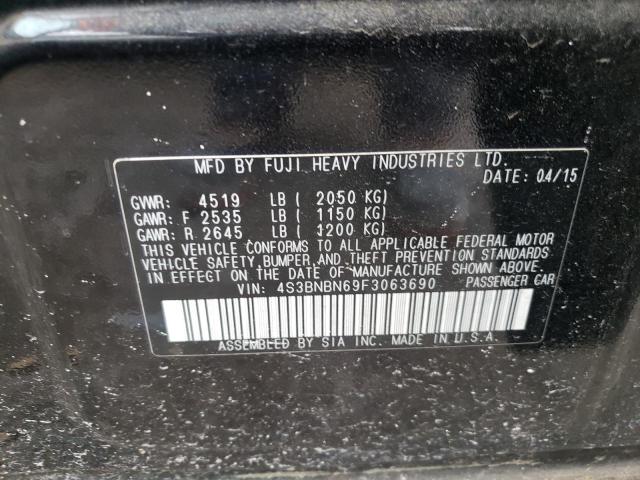 MFD BY FUJI HEAVY INDUSTRIES LTD.
DATE: 04/15
GVWR: 4519 LB ( 2050 KG)
GAWR: F 2535 LB ( 1150 KG)
GAWR: R 2645 LB ( 1200 KG)
THIS VEHICLE CONFORMS TO ALL APPLICABLE FEDERAL MOTOR
VEHICLE SAFETY, BUMPER AND THEFT PREVENTION STANDARDS
IN EFFECT ON THE DATE OF MANUFACTURE SHOWN ABOVE.
VIN: 4S3BNBN69F3063690 PASSENGER CAR
ASSEMBLED BY SIA INC. MADE IN U.S.A.